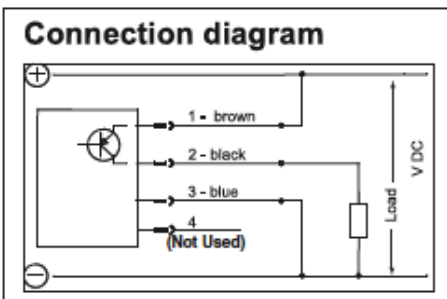 Connection diagram
+
1 - brown
2 - black
3 - blue
4
(Not Used)
Load
V DC
−